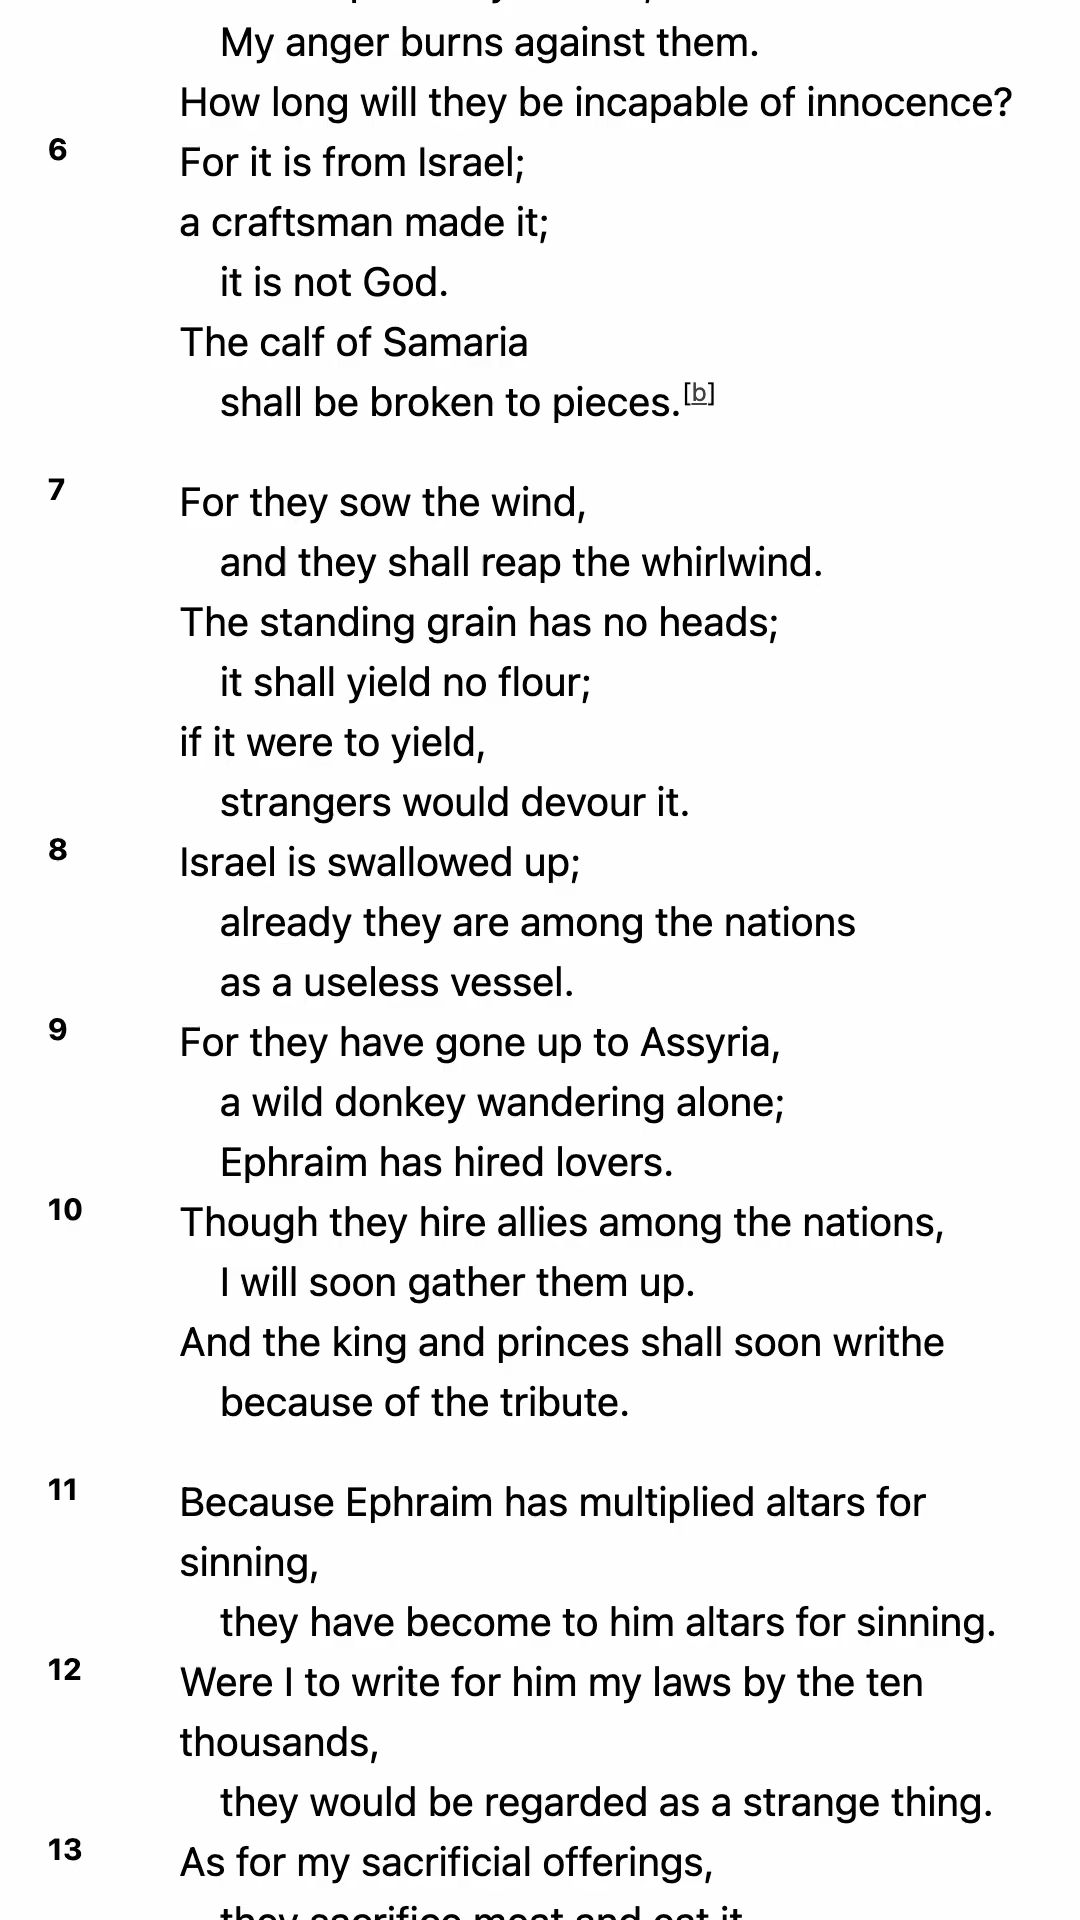 My anger burns against them.
How long will they be incapable of innocence?
6 For it is from Israel;
a craftsman made it;
it is not God.
The calf of Samaria
shall be broken to pieces.[b]
7 For they sow the wind,
and they shall reap the whirlwind.
The standing grain has no heads;
it shall yield no flour;
if it were to yield,
strangers would devour it.
8 Israel is swallowed up;
already they are among the nations
as a useless vessel.
9 For they have gone up to Assyria,
a wild donkey wandering alone;
Ephraim has hired lovers.
10 Though they hire allies among the nations,
I will soon gather them up.
And the king and princes shall soon writhe
because of the tribute.
11 Because Ephraim has multiplied altars for
sinning,
they have become to him altars for sinning.
12 Were I to write for him my laws by the ten
thousands,
they would be regarded as a strange thing.
13 As for my sacrificial offerings,
they sacrifice meat and eat it